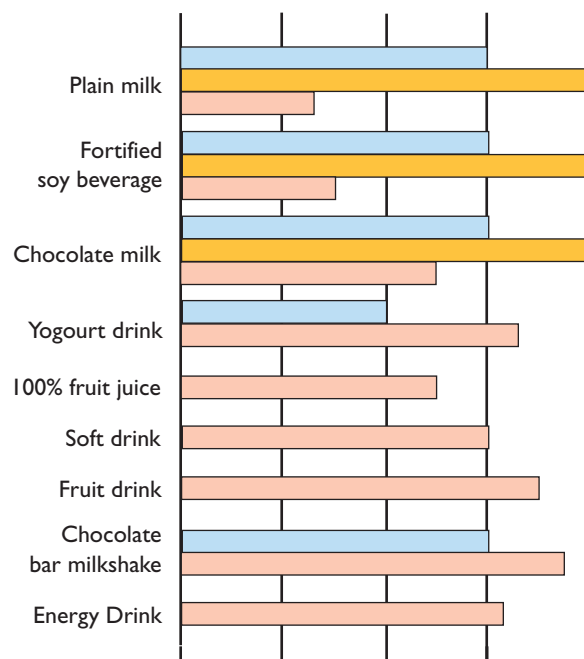 Plain milk
Fortified
soy beverage
Chocolate milk
Yogourt drink
100% fruit juice
Soft drink
Fruit drink
Chocolate
bar milkshake
Energy Drink